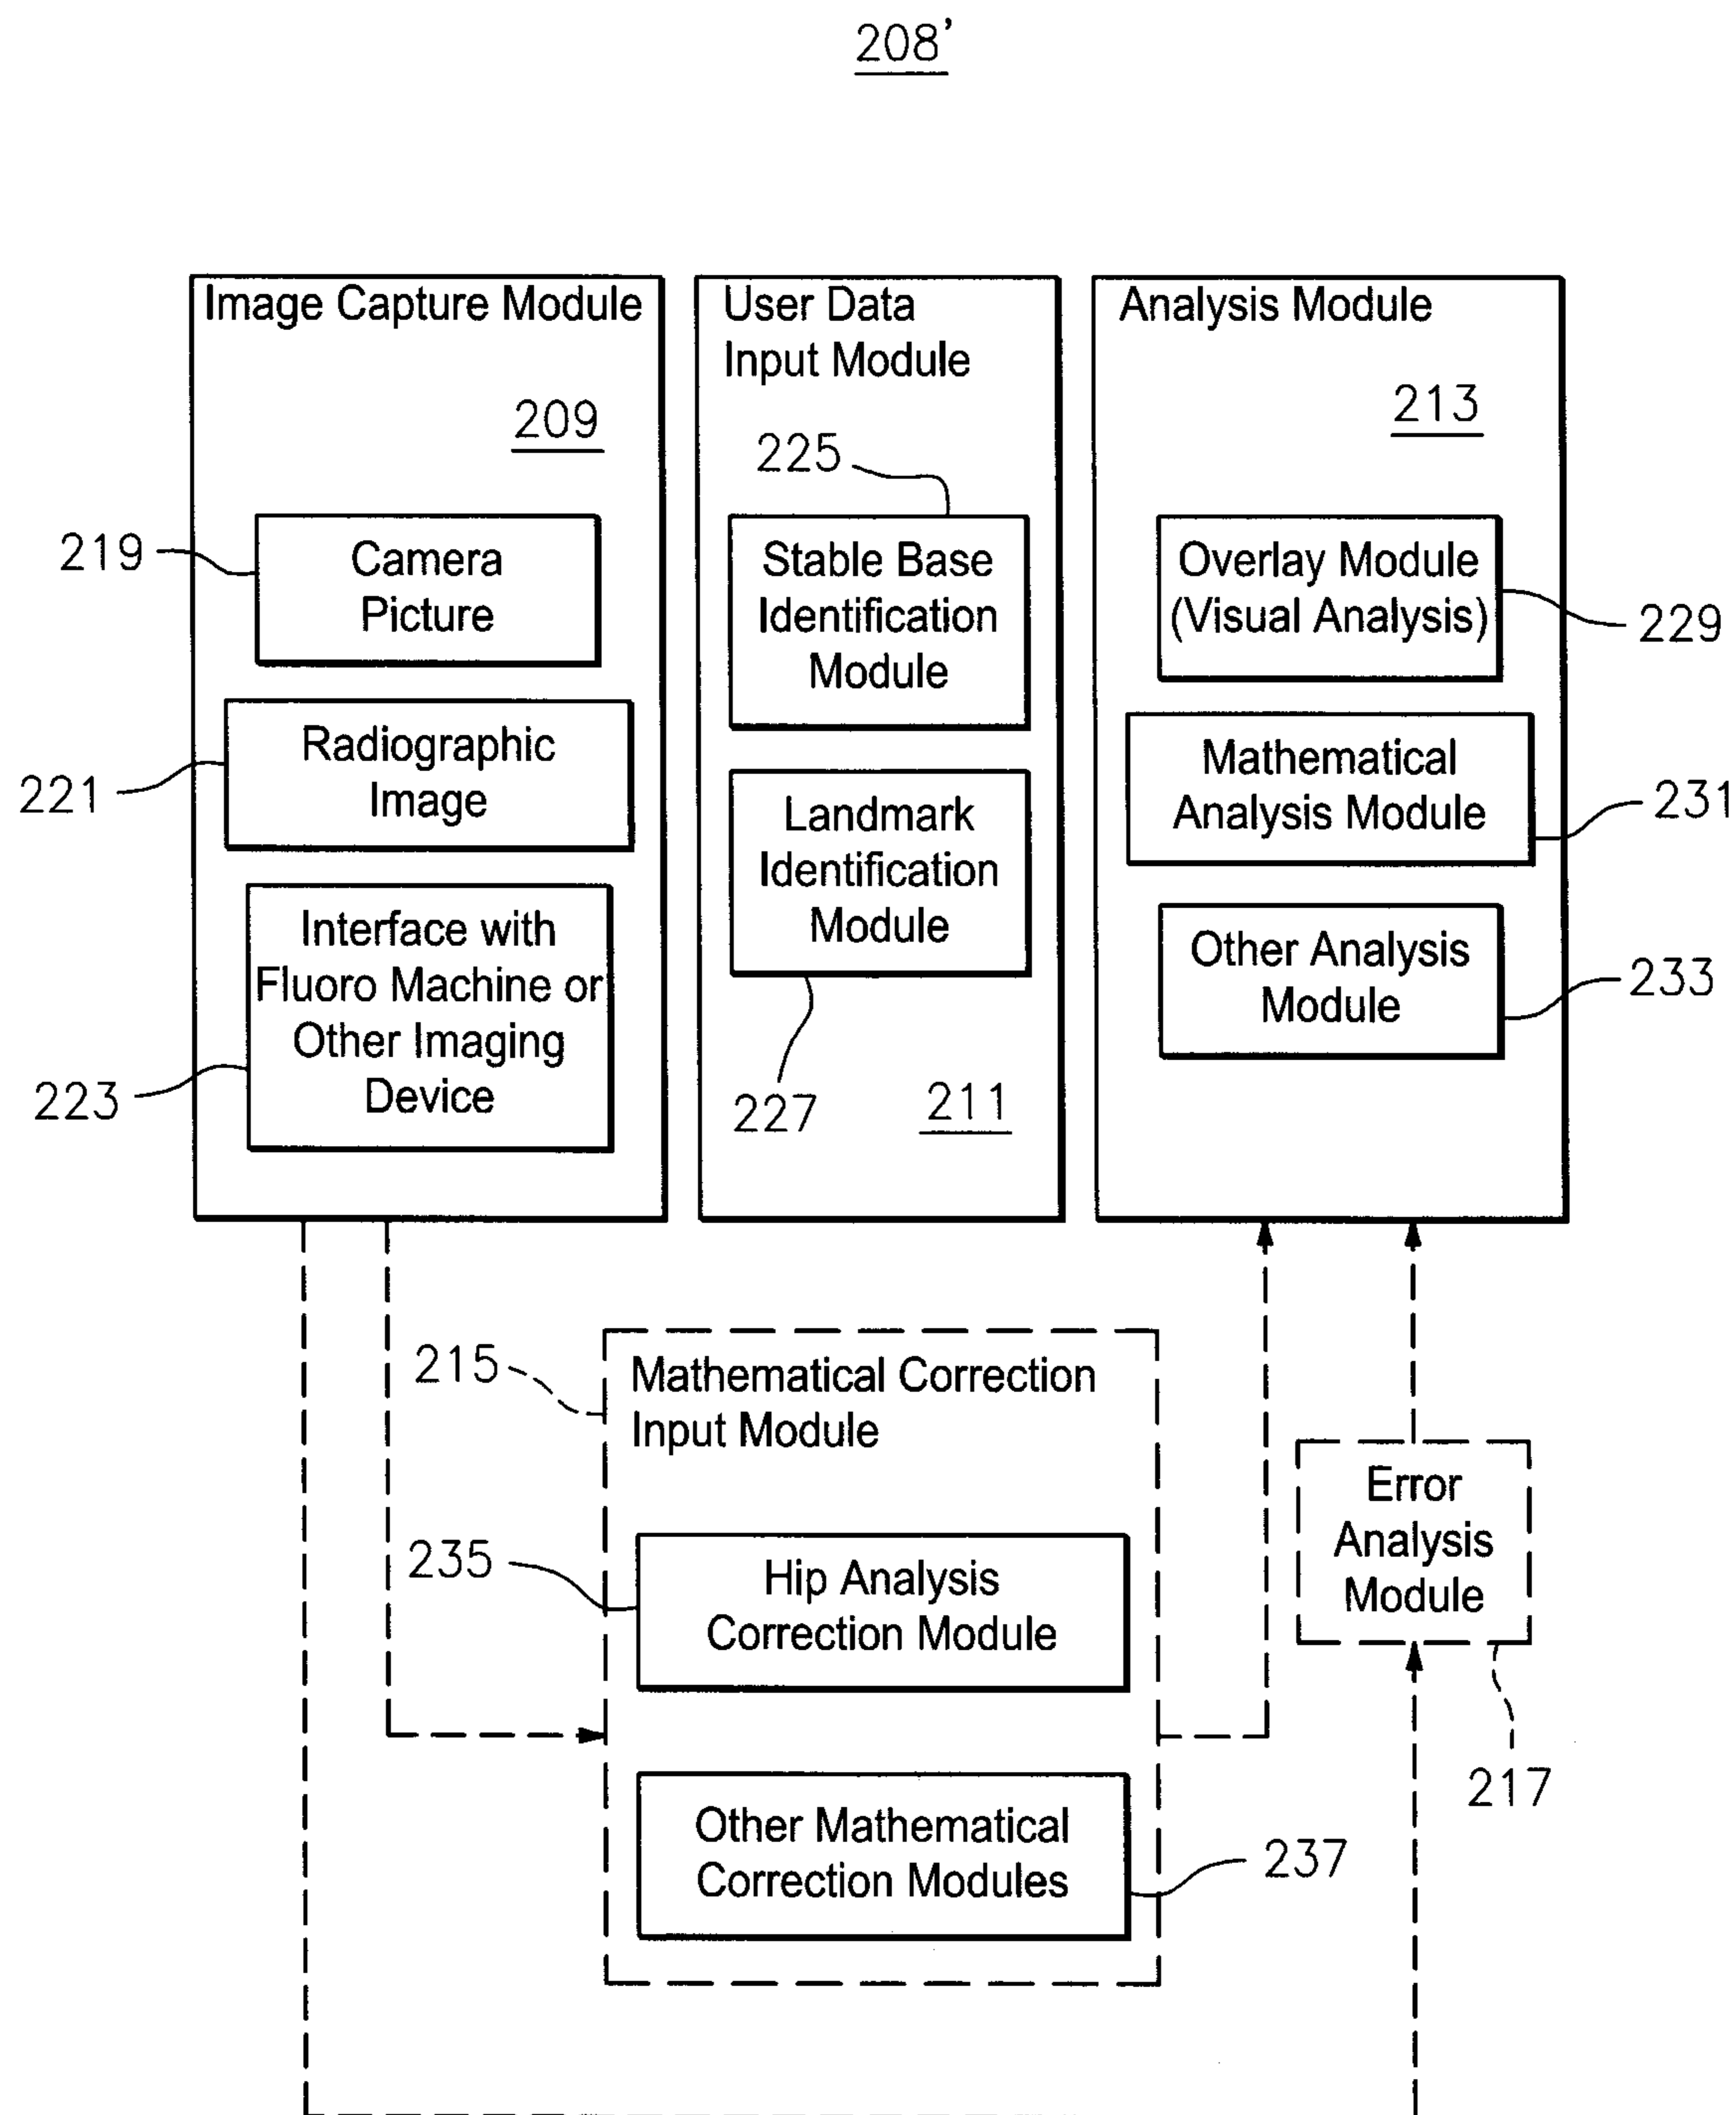 208’
Image Capture Module
209
219
Camera
Picture
221
Radiographic
Image
223
Interface with
Fluoro Machine or
Other Imaging
Device
User Data
Input Module
225
Stable Base
Identification
Module
Landmark
Identification
Module
227
211
Analysis Module
213
Overlay Module
(Visual Analysis)
229
Mathematical
Analysis Module
231
Other Analysis
Module
233
215
Mathematical Correction
Input Module
235
Hip Analysis
Correction Module
Other Mathematical
Correction Modules
237
Error
Analysis
Module
217